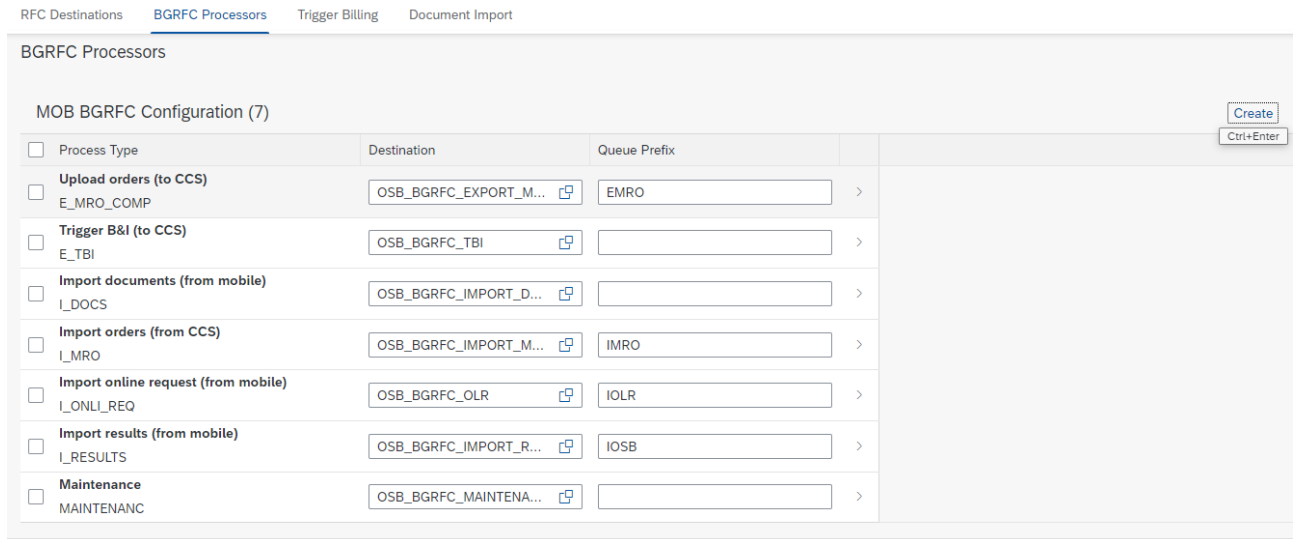 RFC Destinations BGRFC Processors Trigger Billing Document Import
BGRFC Processors
MOB BGRFC Configuration (7)
Create
Ctrl+Enter
Process Type Destination Queue Prefix
Upload orders (to CCS)
E_MRO_COMP
OSB_BGRFC_EXPORT_M... EMRO
Trigger B&I (to CCS)
E_TBI
OSB_BGRFC_TBI
Import documents (from mobile)
I_DOCS
OSB_BGRFC_IMPORT_D...
Import orders (from CCS)
I_MRO
OSB_BGRFC_IMPORT_M... IMRO
Import online request (from mobile)
I_ONLI_REQ
OSB_BGRFC_OLR IOLR
Import results (from mobile)
I_RESULTS
OSB_BGRFC_IMPORT_R... IOSB
Maintenance
MAINTENANC
OSB_BGRFC_MAINTENA...